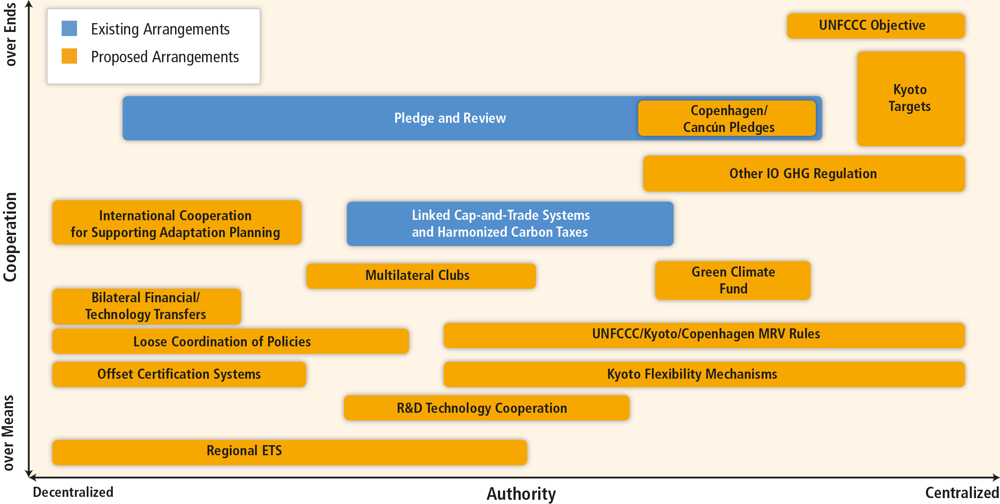 over Ends
Cooperation
over Means
Existing Arrangements
Proposed Arrangements
UNFCCC Objective
Kyoto
Targets
Pledge and Review
Copenhagen/
Cancún Pledges
Other IO GHG Regulation
International Cooperation
for Supporting Adaptation Planning
Linked Cap-and-Trade Systems
and Harmonized Carbon Taxes
Multilateral Clubs
Green Climate
Fund
Bilateral Financial/
Technology Transfers
Loose Coordination of Policies
UNFCCC/Kyoto/Copenhagen MRV Rules
Offset Certification Systems
Kyoto Flexibility Mechanisms
R&D Technology Cooperation
Regional ETS
Decentralized
Authority
Centralized